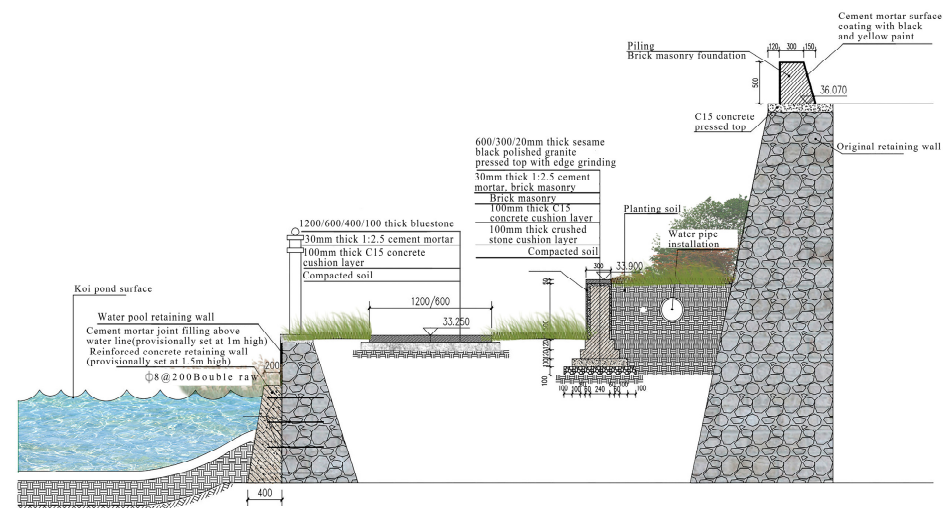 Cement mortar surface
coating with black
and yellow paint
120 300 150
Piling
Brick masonry foundation
500
36.070
C15 concrete
pressed top
Original retaining wall
600/300/20mm thick sesame
black polished granite
pressed top with edge grinding
30mm thick 1:2.5 cement
mortar, brick masonry
Brick masonry
100mm thick C15
concrete cushion layer
100mm thick crushed
stone cushion layer
Compacted soil
Planting soil
Water pipe
installation
300
33.900
1200/600/400/100 thick bluestone
30mm thick 1:2.5 cement mortar
100mm thick C15 concrete
cushion layer
Compacted soil
1200/600
33.250
Koi pond surface
Water pool retaining wall
Cement mortar joint filling above
water line(provisionally set at 1m high)
Reinforced concrete retaining wall
(provisionally set at 1.5m high)
200
ф8@200Bouble raw
100
100 100 60 240 60 100 100
400